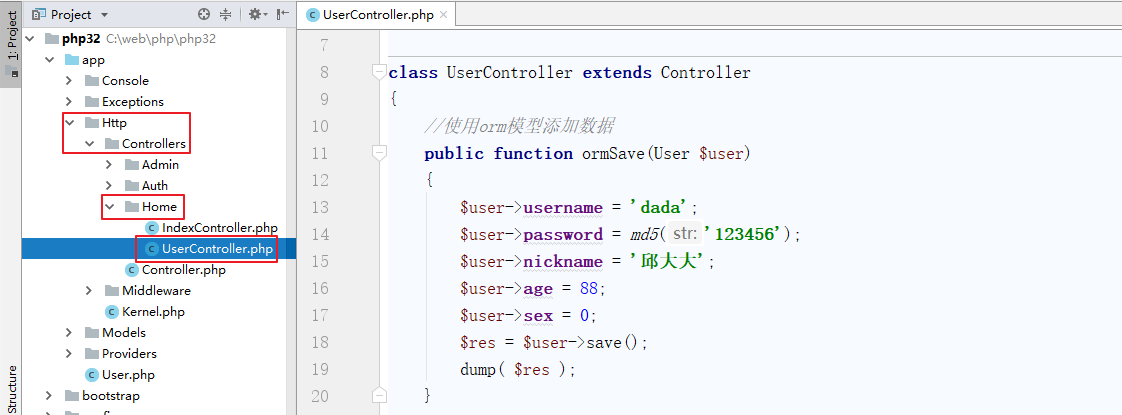 1: Project
Structure
Project
php32 C:\web\php\php32
app
Console
Exceptions
Http
Controllers
Admin
Auth
Home
IndexController.php
UserController.php
Controller.php
Middleware
Kernel.php
Models
Providers
User.php
bootstrap
UserController.php
7
8 class UserController extends Controller
9 {
10 //使用orm模型添加数据
11 public function ormSave(User $user)
12 {
13 $user->username = 'dada';
14 $user->password = md5( str: '123456');
15 $user->nickname = '邱大大';
16 $user->age = 88;
17 $user->sex = 0;
18 $res = $user->save();
19 dump( $res );
20 }